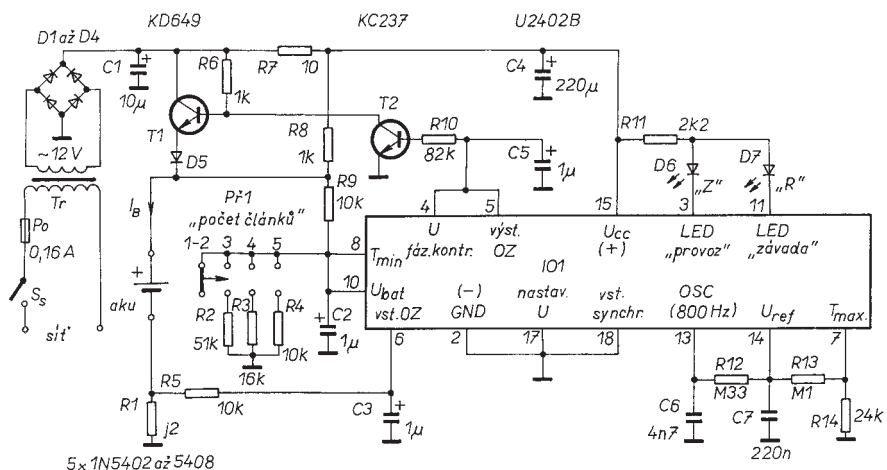 KD649 KC237 U2402B
D1 až D4
C1 +
10μ
R6
1k
R7
10
C4 +
220μ
T1
D5
T2
R8
1k
R10
82k
C5 +
1μ
R11 2k2
D6 „Z"
D7 „R"
~12 V
Tr
Po
0,16 A
Ss
síť
IB
+
aku
Př1
„počet článků"
1-2 3 4 5
R9
10k
4 5 15 3 11
U
fáz.kontr.
výst.
OZ
Ucc
(+)
LED
„provoz"
LED
„závada"
8
Tmin
10
Ubat
vst.OZ
(–)
GND
IO1
nastav.
U
vst.
synchr.
OSC
(800 Hz)
Uref
Tmax.
6 2 17 18 13 14 7
R2
51k
R3
16k
R4
10k
C2 +
1μ
R1
j2
R5
10k
C3 +
1μ
R12
M33
R13
M1
C6
4n7
C7
220n
R14
24k
5 x 1N5402 až 5408